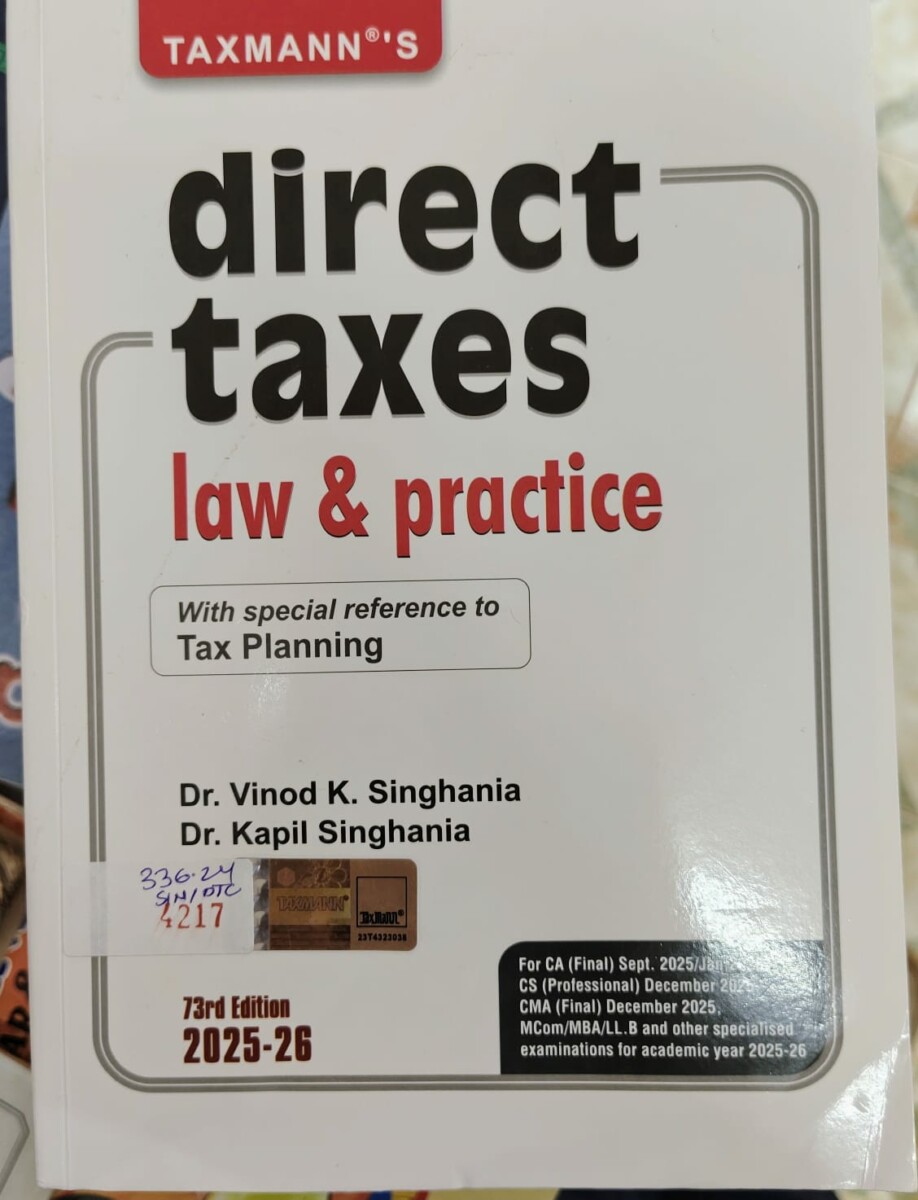 TAXMANN®'S
direct
taxes
law & practice
With special reference to
Tax Planning
Dr. Vinod K. Singhania
Dr. Kapil Singhania
336.24
SIN/DTC
4217
TAXMANN®
TAXMANN®
73rd Edition
2025-26
For CA (Final) Sept. 2025/Jan
CS (Professional) December
CMA (Final) December 2025,
MCom/MBA/LL.B and other specialised
examinations for academic year 2025-26